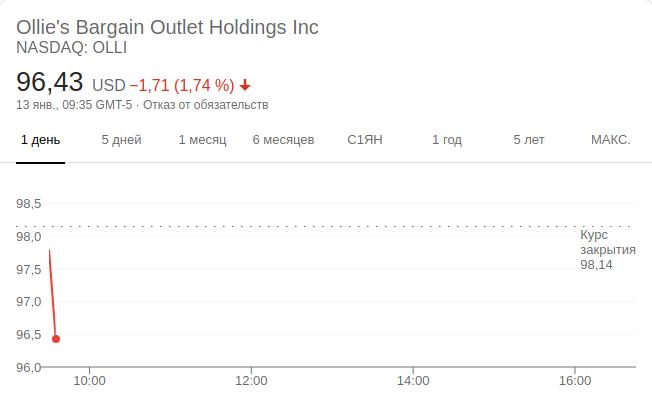 Ollie's Bargain Outlet Holdings Inc
NASDAQ: OLLI
96,43 USD −1,71 (1,74 %)
13 янв., 09:35 GMT-5 · Отказ от обязательств
1 день 5 дней 1 месяц 6 месяцев С1ЯН 1 год 5 лет МАКС.
98,5
98,0
Курс
закрытия
98,14
97,5
97,0
96,5
96,0
10:00 12:00 14:00 16:00